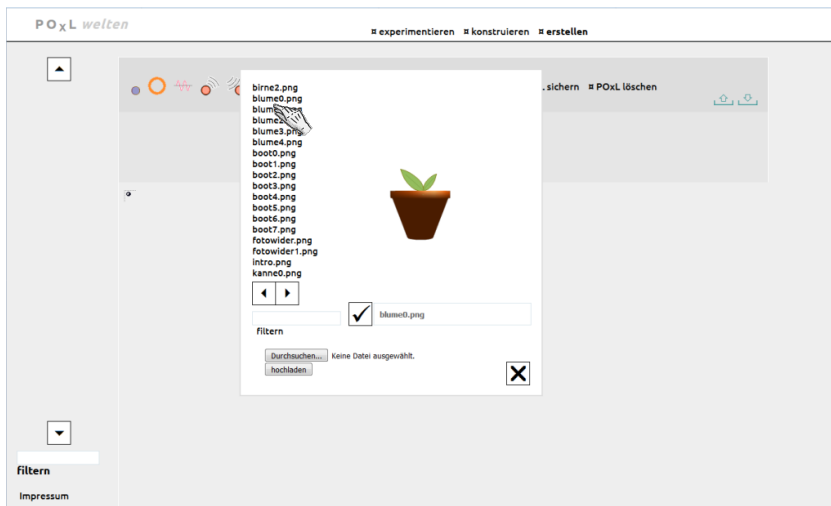 POXL welten
¤ experimentieren ¤ konstruieren ¤ erstellen
. sichern ¤ POxL löschen
birne2.png
blume0.png
blume3.png
blume4.png
boot0.png
boot1.png
boot2.png
boot3.png
boot4.png
boot5.png
boot6.png
boot7.png
fotowider.png
fotowider1.png
intro.png
kanne0.png
blume0.png
filtern
Durchsuchen... Keine Datei ausgewählt.
hochladen
filtern
Impressum